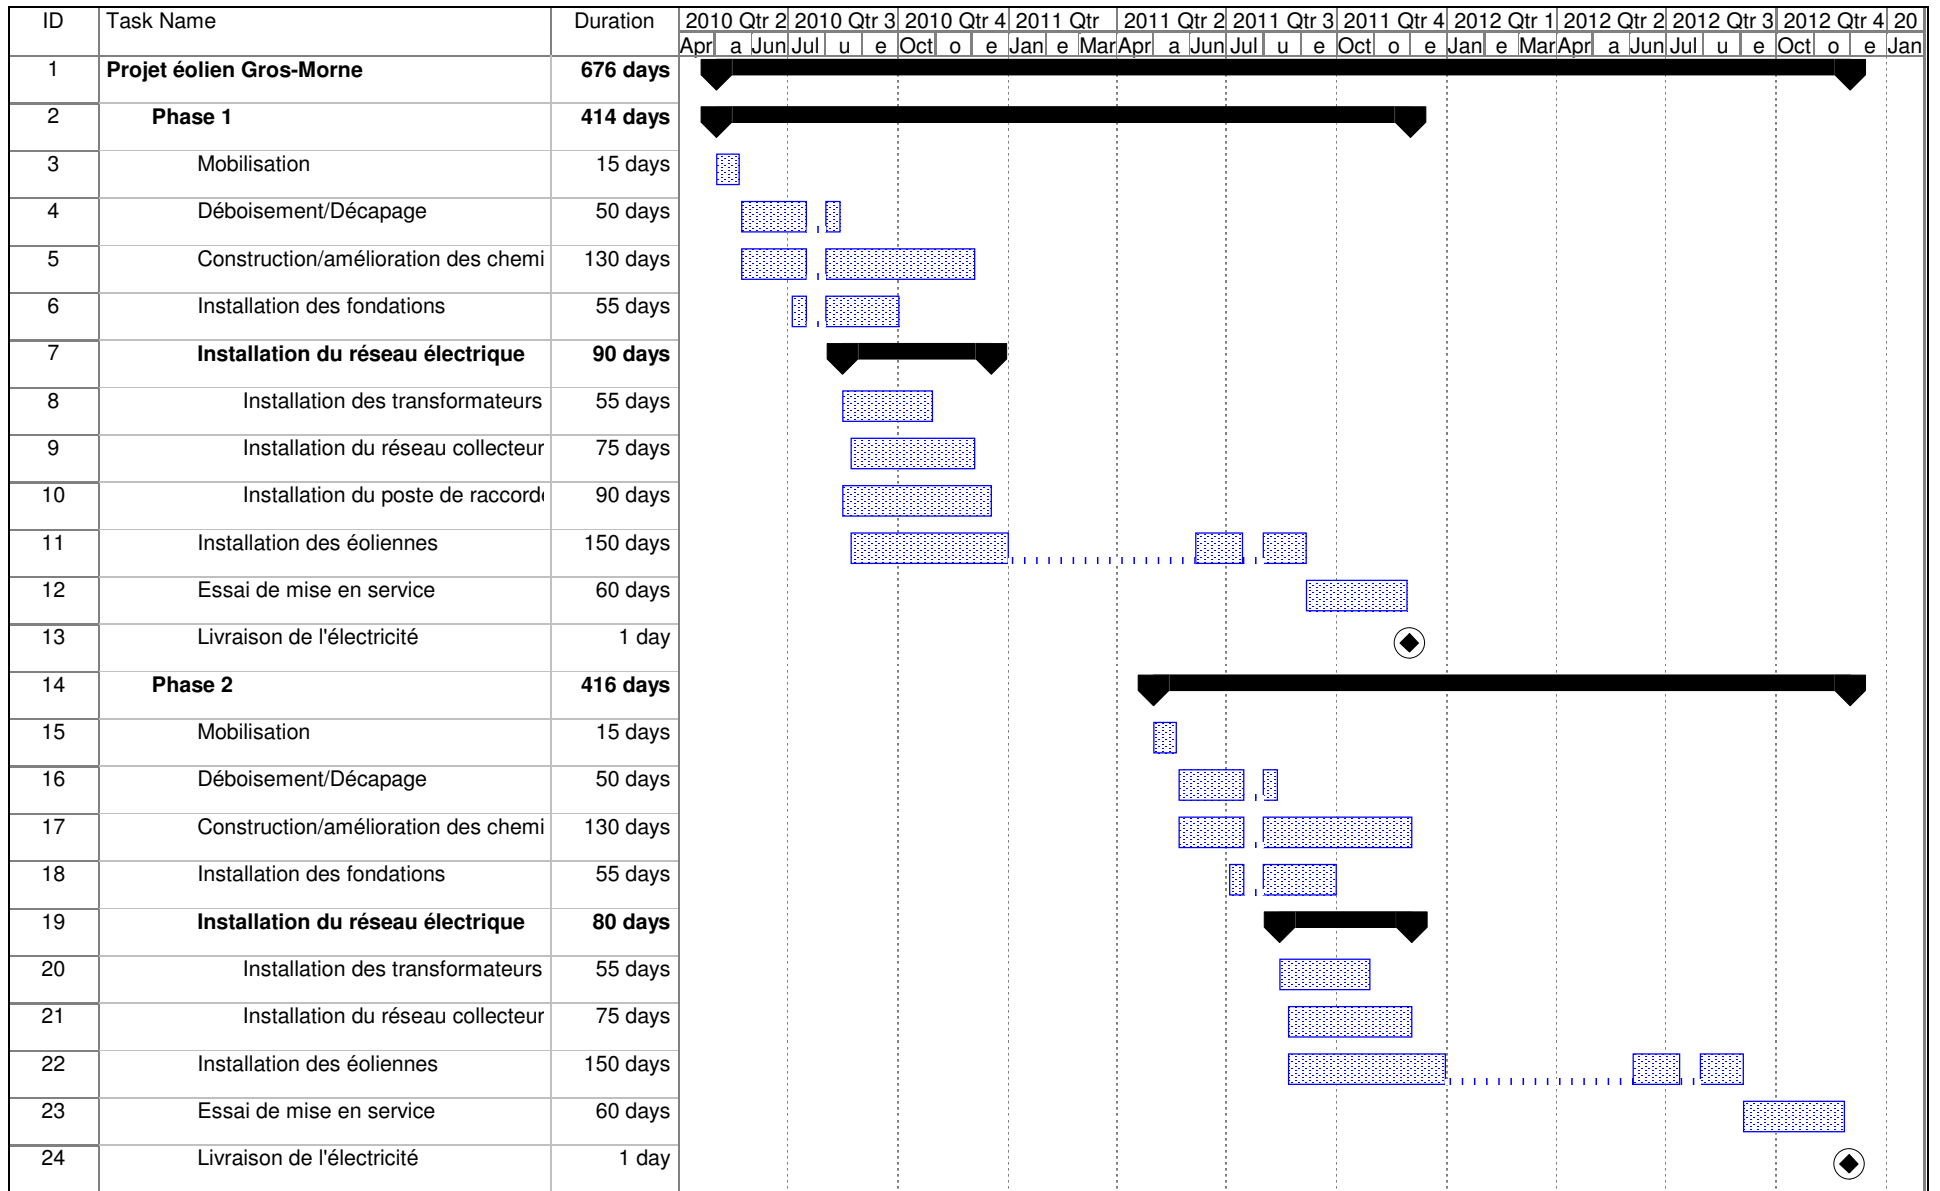 ID Task Name Duration 2010 Qtr 2 2010 Qtr 3 2010 Qtr 4 2011 Qtr 2011 Qtr 2 2011 Qtr 3 2011 Qtr 4 2012 Qtr 1 2012 Qtr 2 2012 Qtr 3 2012 Qtr 4 20
Apr a Jun Jul u e Oct o e Jan e Mar Apr a Jun Jul u e Oct o e Jan e Mar Apr a Jun Jul u e Oct o e Jan
1 Projet éolien Gros-Morne 676 days
2 Phase 1 414 days
3 Mobilisation 15 days
4 Déboisement/Décapage 50 days
5 Construction/amélioration des chemi 130 days
6 Installation des fondations 55 days
7 Installation du réseau électrique 90 days
8 Installation des transformateurs 55 days
9 Installation du réseau collecteur 75 days
10 Installation du poste de raccord 90 days
11 Installation des éoliennes 150 days
12 Essai de mise en service 60 days
13 Livraison de l'électricité 1 day
14 Phase 2 416 days
15 Mobilisation 15 days
16 Déboisement/Décapage 50 days
17 Construction/amélioration des chemi 130 days
18 Installation des fondations 55 days
19 Installation du réseau électrique 80 days
20 Installation des transformateurs 55 days
21 Installation du réseau collecteur 75 days
22 Installation des éoliennes 150 days
23 Essai de mise en service 60 days
24 Livraison de l'électricité 1 day